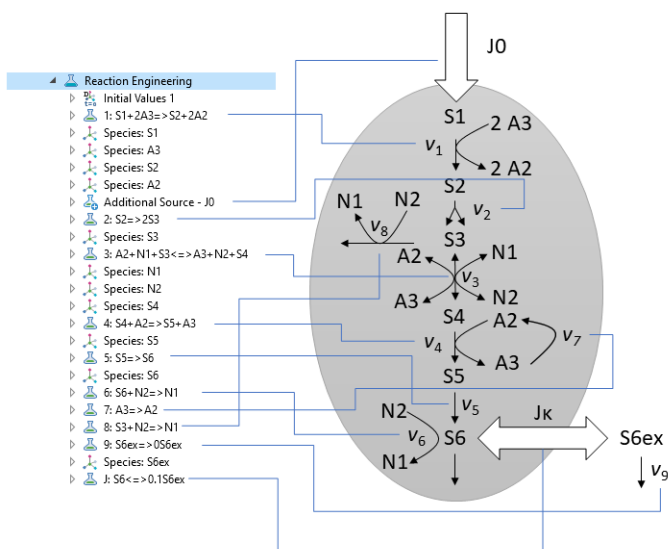 Reaction Engineering
Initial Values 1
1: S1+2A3=>S2+2A2
Species: S1
Species: A3
Species: S2
Species: A2
Additional Source - J0
2: S2=>2S3
Species: S3
3: A2+N1+S3<=>A3+N2+S4
Species: N1
Species: N2
Species: S4
4: S4+A2=>S5+A3
Species: S5
5: S5=>S6
Species: S6
6: S6+N2=>N1
7: A3=>A2
8: S3+N2=>N1
9: S6ex=>0S6ex
Species: S6ex
J: S6<=>0.1S6ex
J0
S1
2 A3
v1
2 A2
S2
v2
N1
N2
v8
S3
A2
N1
v3
A3
N2
S4
A2
v4
v7
A3
S5
v5
N2
v6
S6
Jκ
S6ex
N1
v9